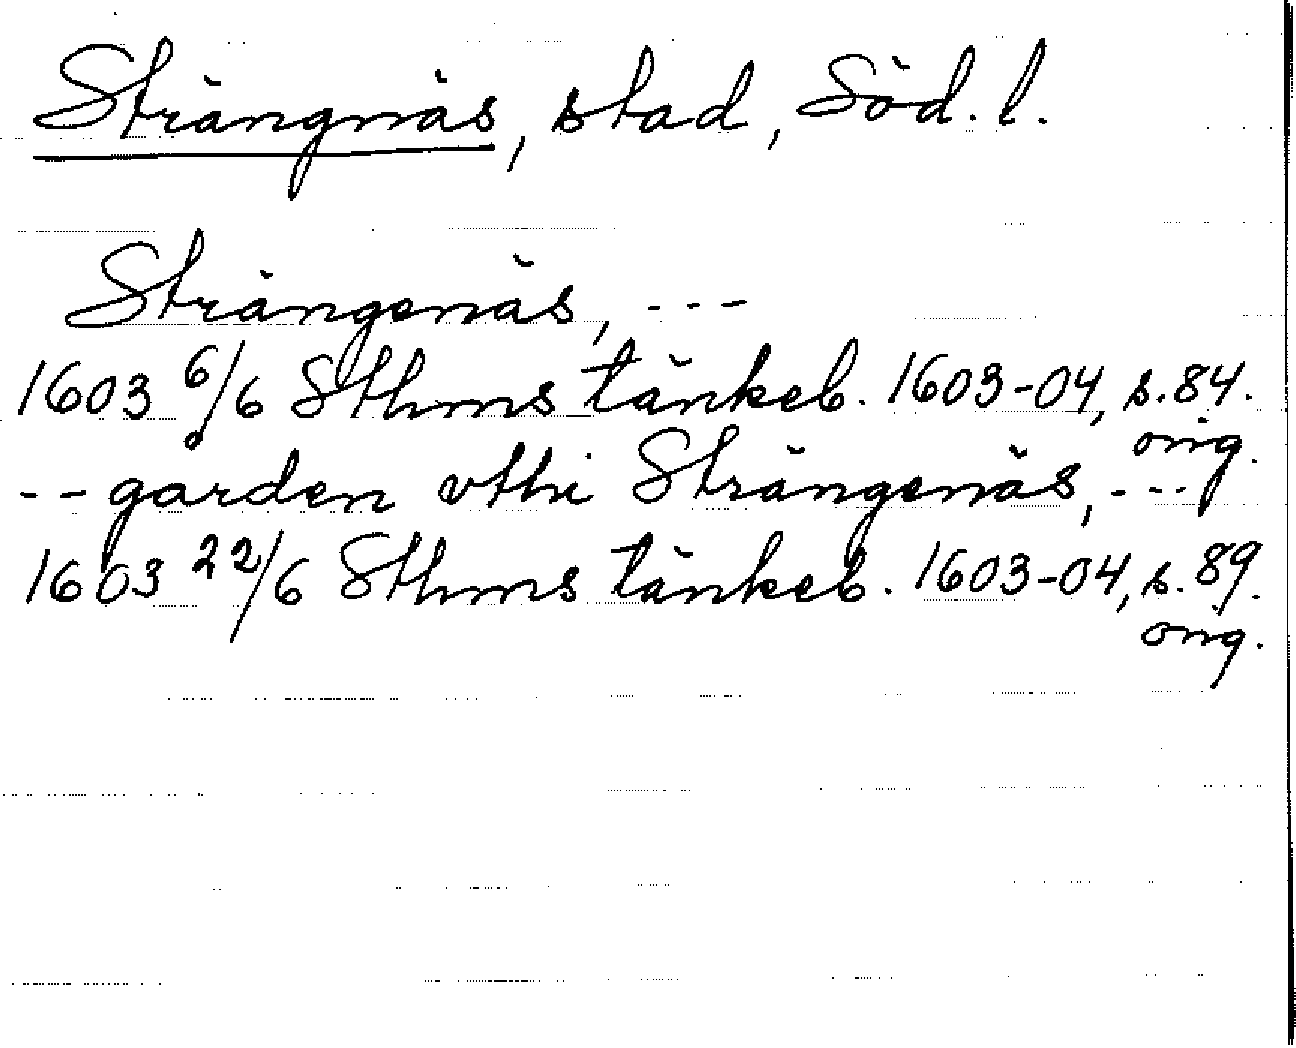 Strängnäs, stad, Söd. l.
Strängenäs, ---
1603 6/6 Sthms tänkeb. 1603-04, s. 84.
orig.
--gården vthi Strängenäs, ---
1603 22/6 Sthms tänkeb. 1603-04, s. 89.
orig.